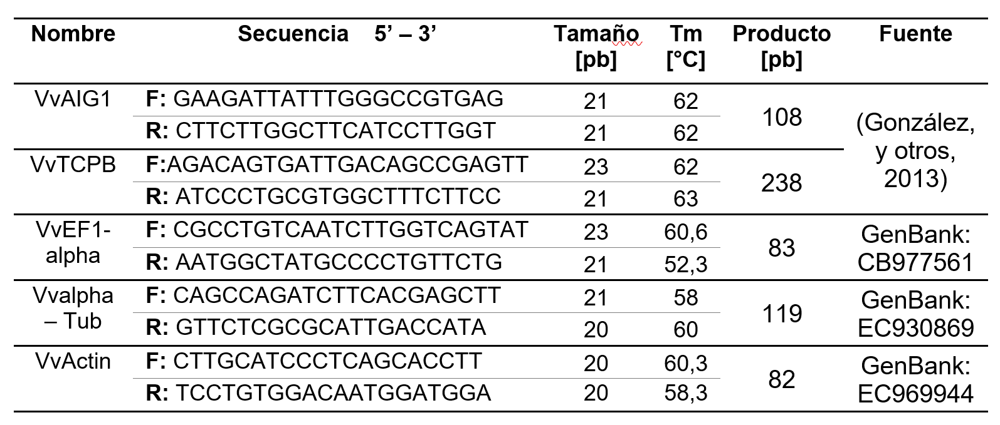 Nombre Secuencia 5’ – 3’ Tamaño [pb] Tm [°C] Producto [pb] Fuente
VvAIG1 F: GAAGATTATTTGGGCCGTGAG 21 62 108 (González, y otros, 2013)
R: CTTCTTGGCTTCATCCTTGGT 21 62
VvTCPB F:AGACAGTGATTGACAGCCGAGTT 23 62 238
R: ATCCCTGCGTGGCTTTCTTCC 21 63
VvEF1-alpha F: CGCCTGTCAATCTTGGTCAGTAT 23 60,6 83 GenBank: CB977561
R: AATGGCTATGCCCCTGTTCTG 21 52,3
Vvalpha – Tub F: CAGCCAGATCTTCACGAGCTT 21 58 119 GenBank: EC930869
R: GTTCTCGCGCATTGACCATA 20 60
VvActin F: CTTGCATCCCTCAGCACCTT 20 60,3 82 GenBank: EC969944
R: TCCTGTGGACAATGGATGGA 20 58,3